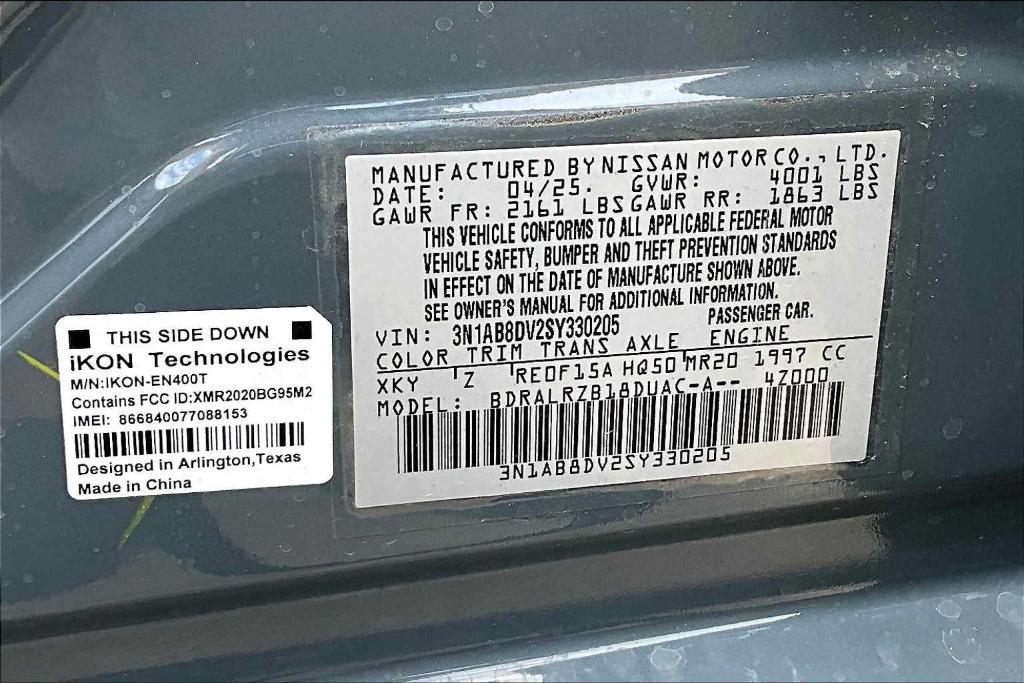 MANUFACTURED BY NISSAN MOTOR CO., LTD.
DATE: 04/25. GVWR: 4001 LBS
GAWR FR: 2161 LBS GAWR RR: 1863 LBS
THIS VEHICLE CONFORMS TO ALL APPLICABLE FEDERAL MOTOR
VEHICLE SAFETY, BUMPER AND THEFT PREVENTION STANDARDS
IN EFFECT ON THE DATE OF MANUFACTURE SHOWN ABOVE.
SEE OWNER'S MANUAL FOR ADDITIONAL INFORMATION.
VIN: 3N1AB8DV2SY330205 PASSENGER CAR.
COLOR TRIM TRANS AXLE ENGINE
XKY Z RE0F15A HQ50 MR20 1997 CC
MODEL: BDRALRZB18DUAC-A-- 4Z000
3N1AB8DV2SY330205
THIS SIDE DOWN
iKON Technologies
M/N:IKON-EN400T
Contains FCC ID:XMR2020BG95M2
IMEI: 866840077088153
Designed in Arlington,Texas
Made in China